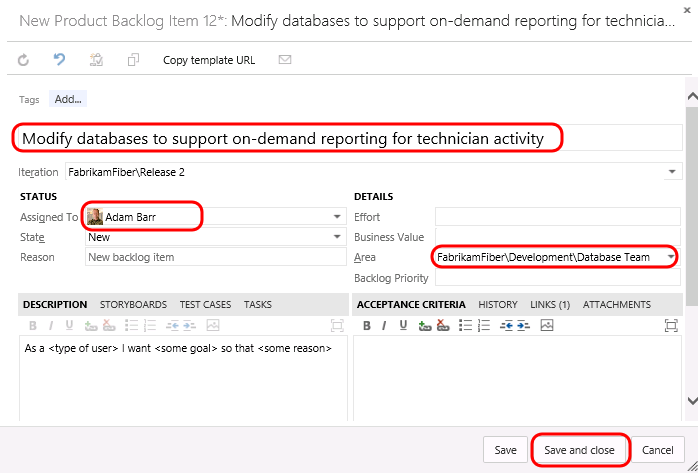 New Product Backlog Item 12*: Modify databases to support on-demand reporting for technicia...
Copy template URL
Tags Add...
Modify databases to support on-demand reporting for technician activity
Iteration FabrikamFiber\Release 2
STATUS DETAILS
Assigned To Adam Barr Effort
State New Business Value
Reason New backlog item Area FabrikamFiber\Development\Database Team
Backlog Priority
DESCRIPTION STORYBOARDS TEST CASES TASKS ACCEPTANCE CRITERIA HISTORY LINKS (1) ATTACHMENTS
B I U B I U
As a <type of user> I want <some goal> so that <some reason>
Save Save and close Cancel